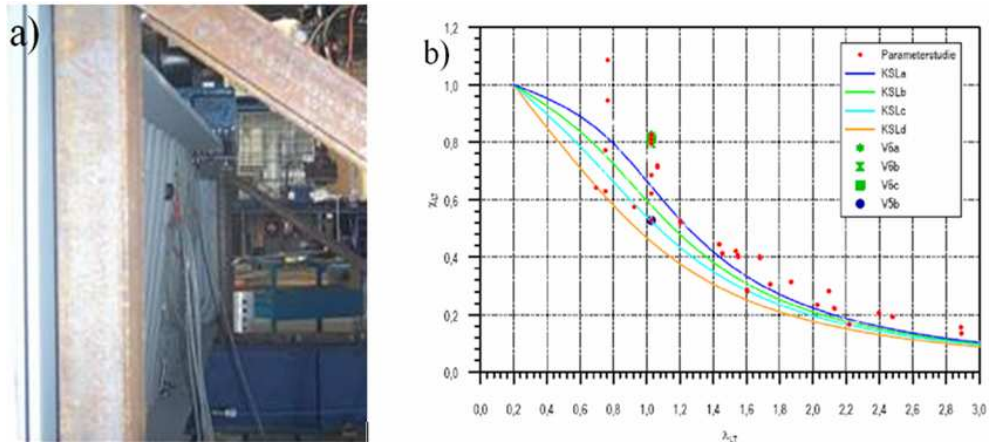 a)
b)
1,2
1,0
0,8
0,6
0,4
0,2
0,0
χLT
0,0 0,2 0,4 0,6 0,8 1,0 1,2 1,4 1,6 1,8 2,0 2,2 2,4 2,6 2,8 3,0
λLT
Parameterstudie
KSLa
KSLb
KSLc
KSLd
V6a
V6b
V6c
V5b